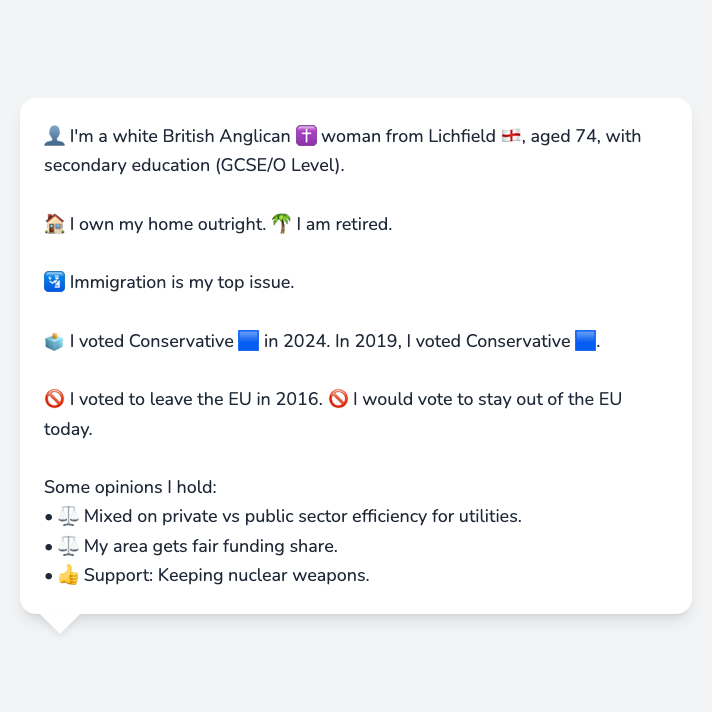 👤 I'm a white British Anglican ✝️ woman from Lichfield 🏴󠁧󠁢󠁥󠁮󠁧󠁿, aged 74, with
secondary education (GCSE/O Level).
🏠 I own my home outright. 🌴 I am retired.
🛂 Immigration is my top issue.
🗳️ I voted Conservative 🟦 in 2024. In 2019, I voted Conservative 🟦.
🚫 I voted to leave the EU in 2016. 🚫 I would vote to stay out of the EU
today.
Some opinions I hold:
• ⚖️ Mixed on private vs public sector efficiency for utilities.
• ⚖️ My area gets fair funding share.
• 👍 Support: Keeping nuclear weapons.